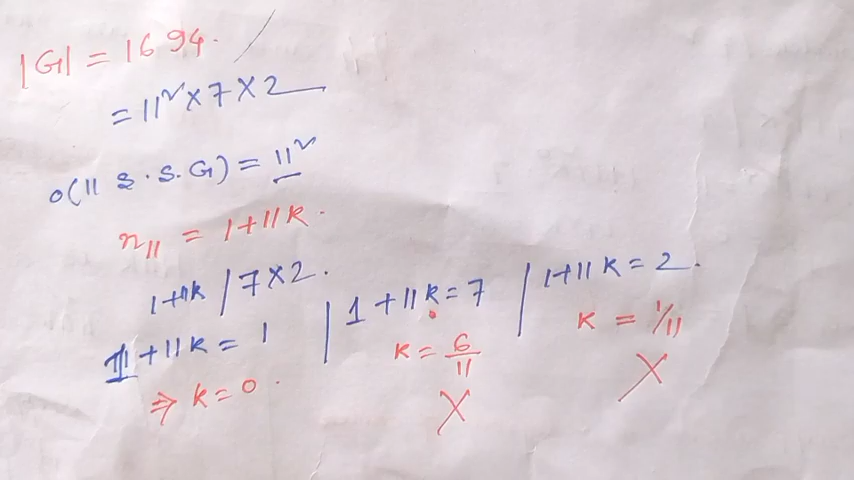 |G| = 1694.
= 11² × 7 × 2
o(11 S.S.G) = 11²
n₁₁ = 1+11k.
1+11k / 7×2.
1 +11k = 1 | 1 +11k = 7 | 1+11k = 2.
⇒ k = 0. k = 6/11 k = 1/11
X X